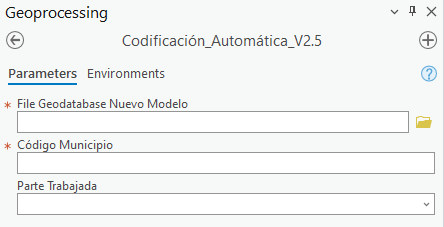 Geoprocessing
Codificación_Automática_V2.5
Parameters Environments
* File Geodatabase Nuevo Modelo
* Código Municipio
Parte Trabajada